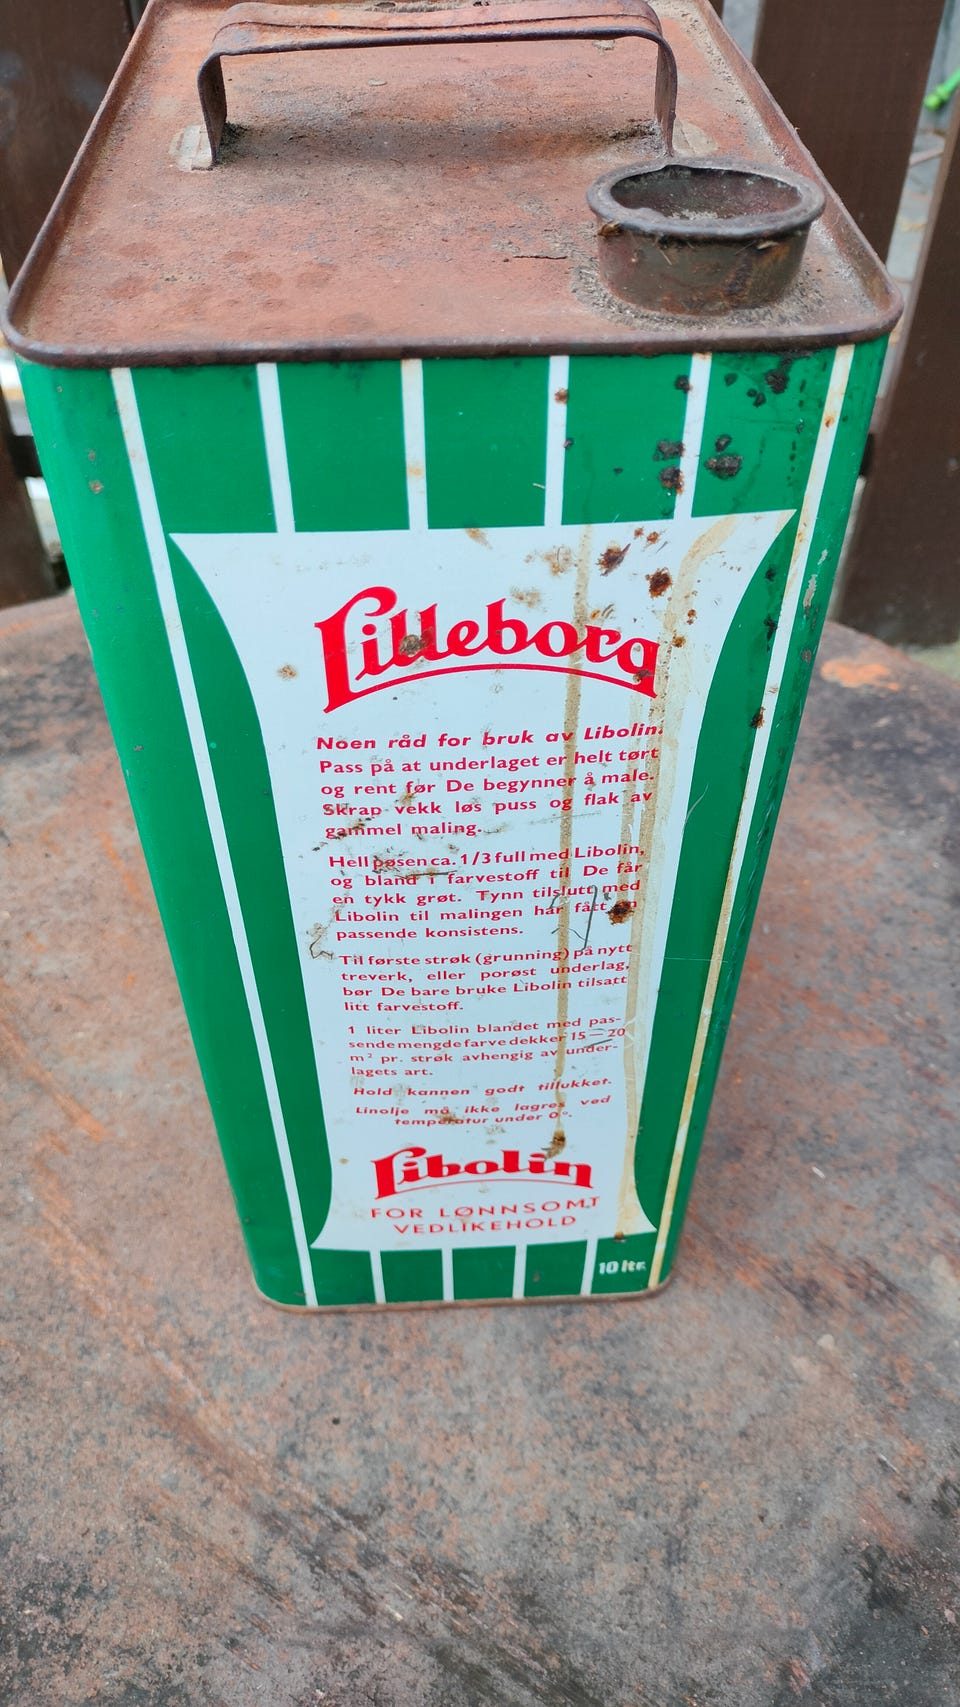 Lilleborg
Noen råd for bruk av Libolin.
Pass på at underlaget er helt tørt
og rent før De begynner å male.
Skrap vekk løs puss og flak av
gammel maling.
Hell posen ca. 1/3 full med Libolin,
og bland i farvestoff til De får
en tykk grøt. Tynn tilslutt med
Libolin til malingen har fått en
passende konsistens.
Til første strøk (grunning) på nytt
treverk, eller porøst underlag,
bør De bare bruke Libolin tilsatt
litt farvestoff.
1 liter Libolin blandet med pas-
sende mengde farve dekker 15—20
m² pr. strøk avhengig av under-
lagets art.
Hold kannen godt tillukket.
Linolje må ikke lagres ved
temperatur under 0°.
Libolin
FOR LØNNSOMT
VEDLIKEHOLD
10 ltr.